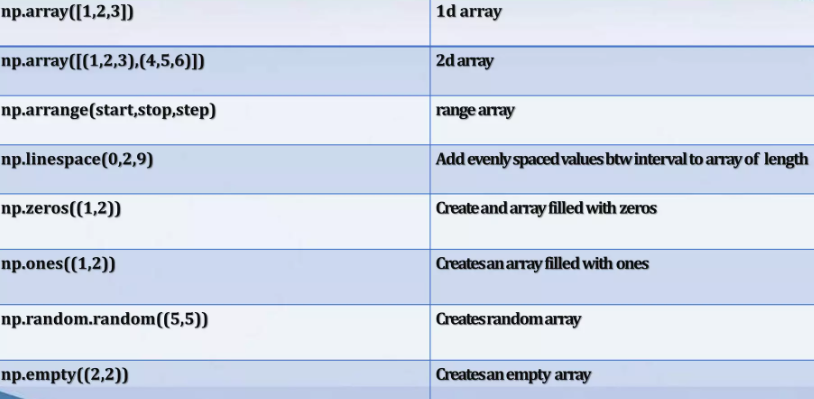 np.array([1,2,3]) 1d array
np.array([(1,2,3),(4,5,6)]) 2d array
np.arrange(start,stop,step) range array
np.linespace(0,2,9) Add evenly spaced values btw interval to array of length
np.zeros((1,2)) Create and array filled with zeros
np.ones((1,2)) Creates an array filled with ones
np.random.random((5,5)) Creates random array
np.empty((2,2)) Creates an empty array